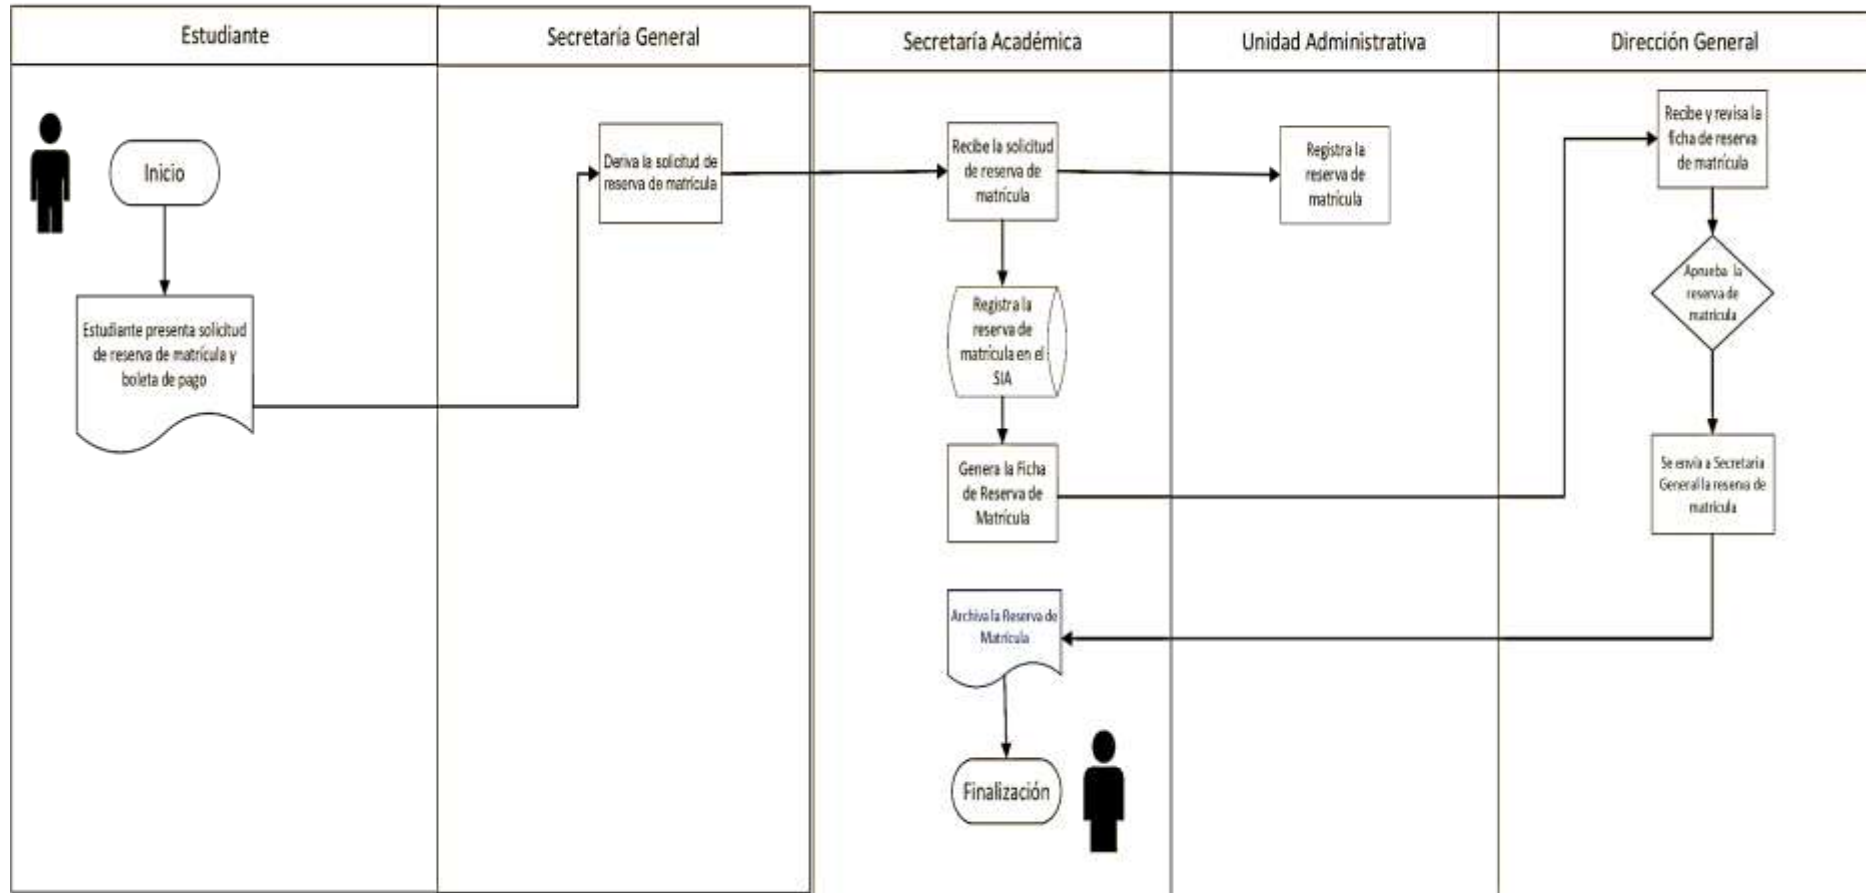 Estudiante
Secretaría General
Secretaría Académica
Unidad Administrativa
Dirección General
Inicio
Estudiante presenta solicitud
de reserva de matrícula y
boleta de pago
Deriva la solicitud de
reserva de matrícula
Recibe la solicitud
de reserva de
matrícula
Registra la
reserva de
matrícula en el
SIA
Genera la Ficha
de Reserva de
Matrícula
Archiva la Reserva de
Matrícula
Finalización
Registra la
reserva de
matrícula
Recibe y revisa la
ficha de reserva
de matrícula
Aprueba la
reserva de
matrícula
Se envía a Secretaria
General la reserva de
matrícula